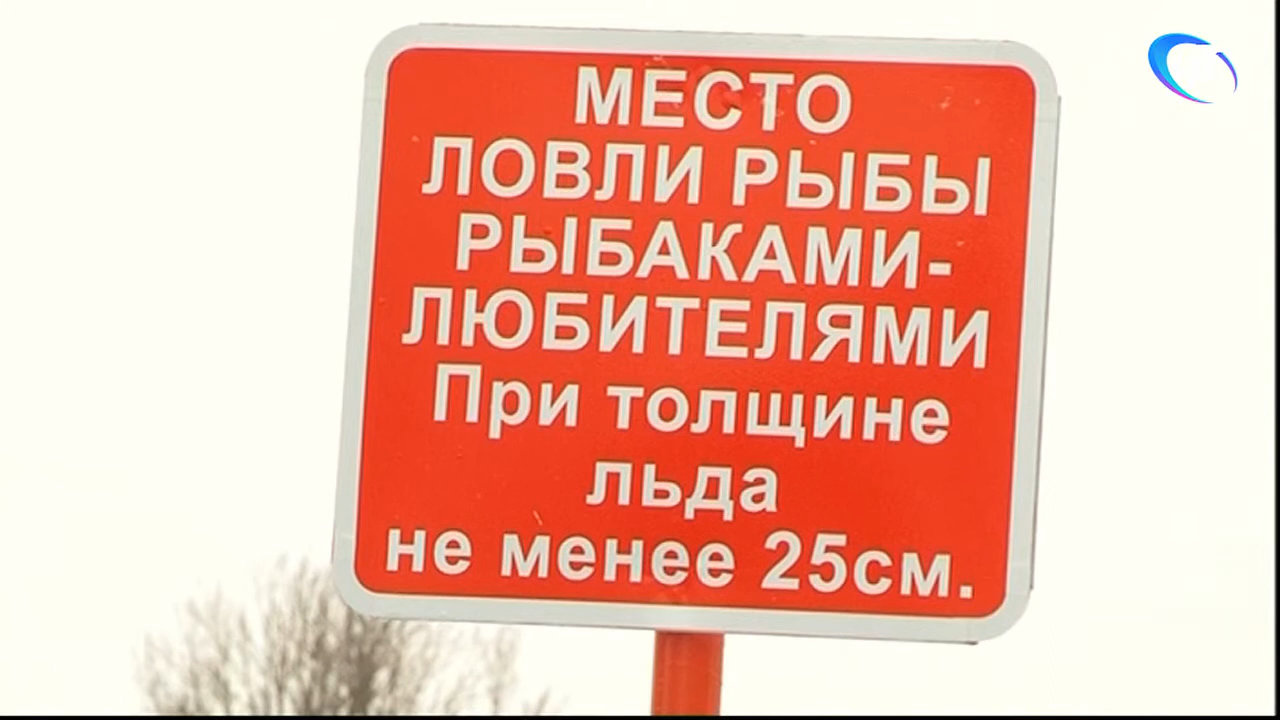 МЕСТО
ЛОВЛИ РЫБЫ
РЫБАКАМИ-
ЛЮБИТЕЛЯМИ
При толщине
льда
не менее 25см.